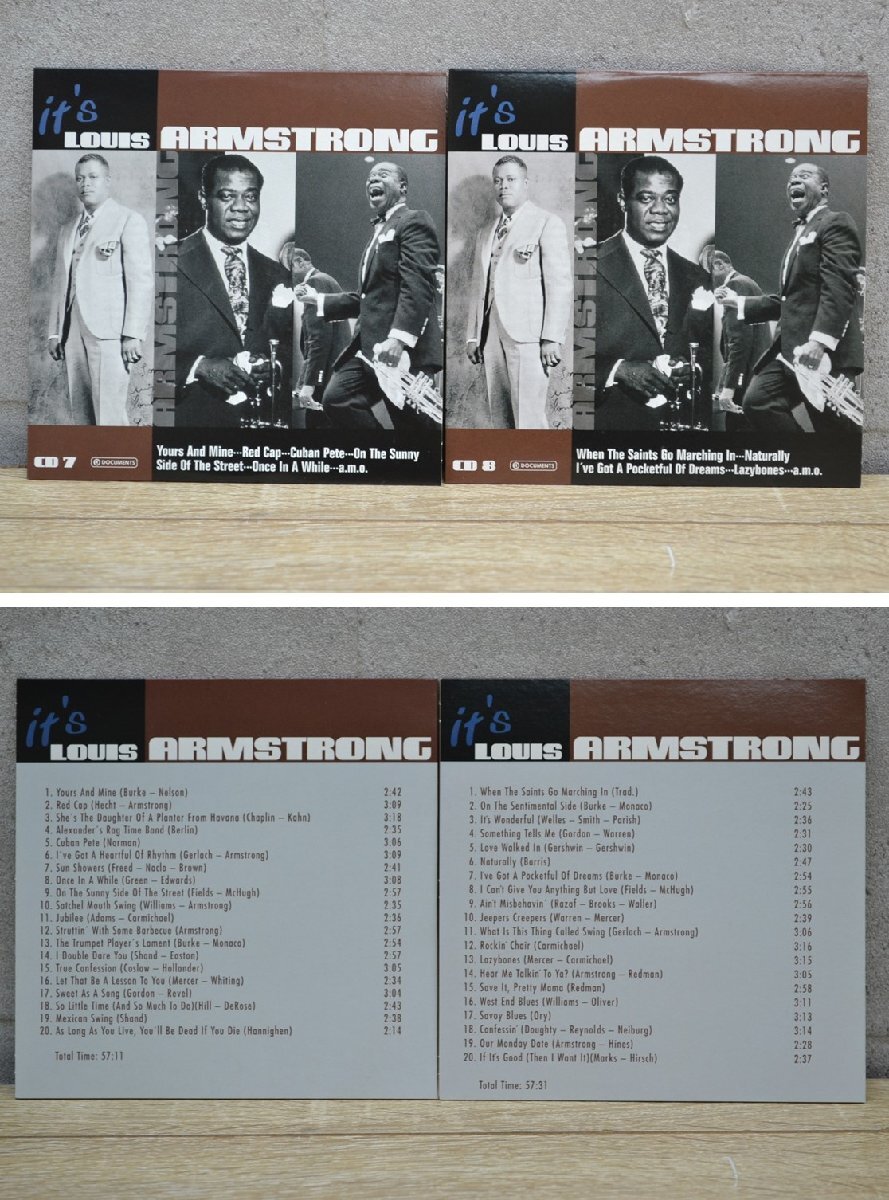 it's
LOUIS ARMSTRONG
ARMSTRONG
CD 7
DOCUMENTS
Yours And Mine···Red Cap···Cuban Pete···On The Sunny
Side Of The Street···Once In A While···a.m.o.
it's
LOUIS ARMSTRONG
ARMSTRONG
CD 8
DOCUMENTS
When The Saints Go Marching In···Naturally
I´ve Got A Pocketful Of Dreams···Lazybones···a.m.o.
it's
LOUIS ARMSTRONG
1. Yours And Mine (Burke – Nelson) 2:42
2. Red Cap (Hecht – Armstrong) 3:09
3. She's The Daughter Of A Planter From Havana (Chaplin – Kahn) 3:18
4. Alexander's Rag Time Band (Berlin) 2:35
5. Cuban Pete (Norman) 3:06
6. I´ve Got A Heartful Of Rhythm (Gerlach – Armstrong) 3:09
7. Sun Showers (Freed – Nacio – Brown) 2:41
8. Once In A While (Green – Edwards) 3:08
9. On The Sunny Side Of The Street (Fields – McHugh) 2:57
10. Satchel Mouth Swing (Williams – Armstrong) 2:35
11. Jubilee (Adams – Carmichael) 2:36
12. Struttin´ With Some Barbecue (Armstrong) 2:57
13. The Trumpet Player´s Lament (Burke – Monaco) 2:54
14. I Double Dare You (Shand – Easton) 2:57
15. True Confession (Coslow – Hollander) 3:05
16. Let That Be A Lesson To You (Mercer – Whiting) 2:34
17. Sweet As A Song (Gordon – Revel) 3:04
18. So Little Time (And So Much To Do)(Hill – DeRose) 2:43
19. Mexican Swing (Shand) 2:38
20. As Long As You Live, You´ll Be Dead If You Die (Hannighen) 2:14
Total Time: 57:11
it's
LOUIS ARMSTRONG
1. When The Saints Go Marching In (Trad.) 2:43
2. On The Sentimental Side (Burke – Monaco) 2:25
3. It's Wonderful (Welles – Smith – Parish) 2:36
4. Something Tells Me (Gordon – Warren) 2:31
5. Love Walked In (Gershwin – Gershwin) 2:30
6. Naturally (Barris) 2:47
7. I've Got A Pocketful Of Dreams (Burke – Monaco) 2:54
8. I Can't Give You Anything But Love (Fields – McHugh) 2:55
9. Ain't Misbehavin' (Razaf – Brooks – Waller) 2:56
10. Jeepers Creepers (Warren – Mercer) 2:39
11. What Is This Thing Called Swing (Gerlach – Armstrong) 3:06
12. Rockin´ Chair (Carmichael) 3:16
13. Lazybones (Mercer – Carmichael) 3:15
14. Hear Me Talkin´ To Ya? (Armstrong – Redman) 3:05
15. Save It, Pretty Mama (Redman) 2:58
16. West End Blues (Williams – Oliver) 3:11
17. Savoy Blues (Ory) 3:13
18. Confessin´ (Daughty – Reynolds – Neiburg) 3:14
19. Our Monday Date (Armstrong – Hines) 2:28
20. If It's Good (Then I Want It)(Marks – Hirsch) 2:37
Total Time: 57:31